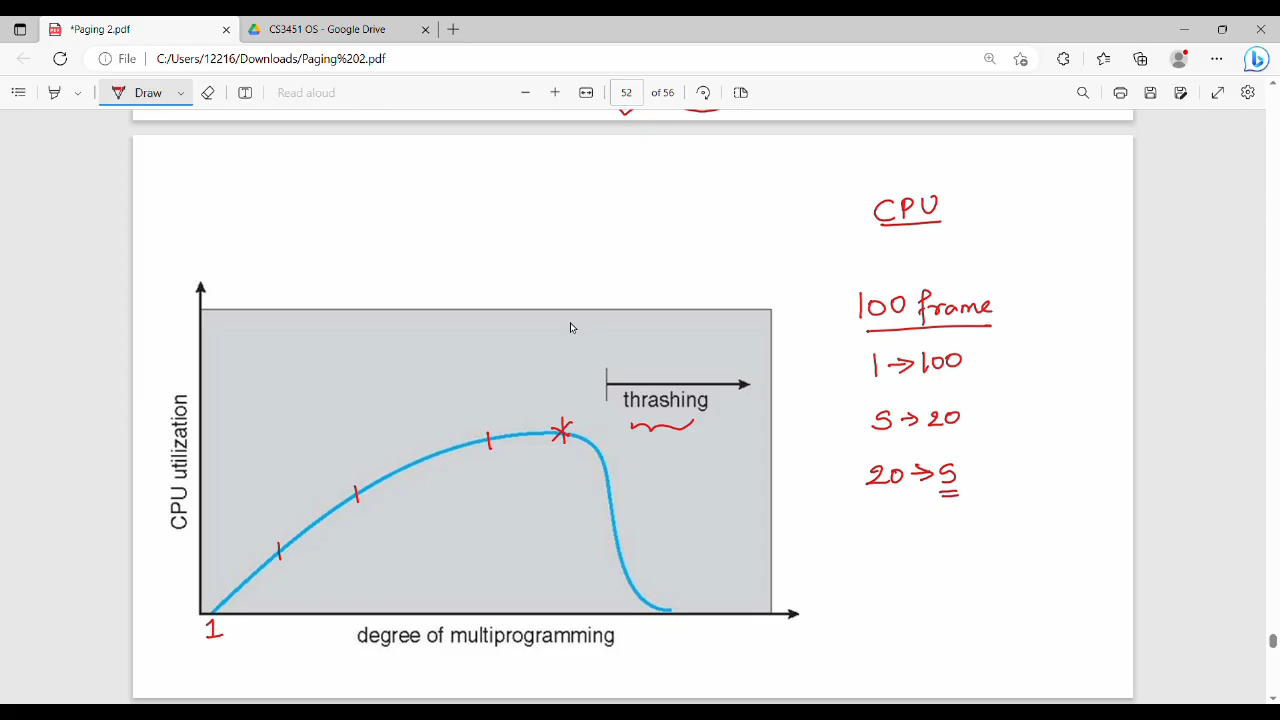 *Paging 2.pdf
CS3451 OS - Google Drive
File
C:/Users/12216/Downloads/Paging%202.pdf
Draw
Read aloud
52 of 56
CPU
100 frame
1 → 100
5 → 20
20 → 5
thrashing
CPU utilization
1
degree of multiprogramming